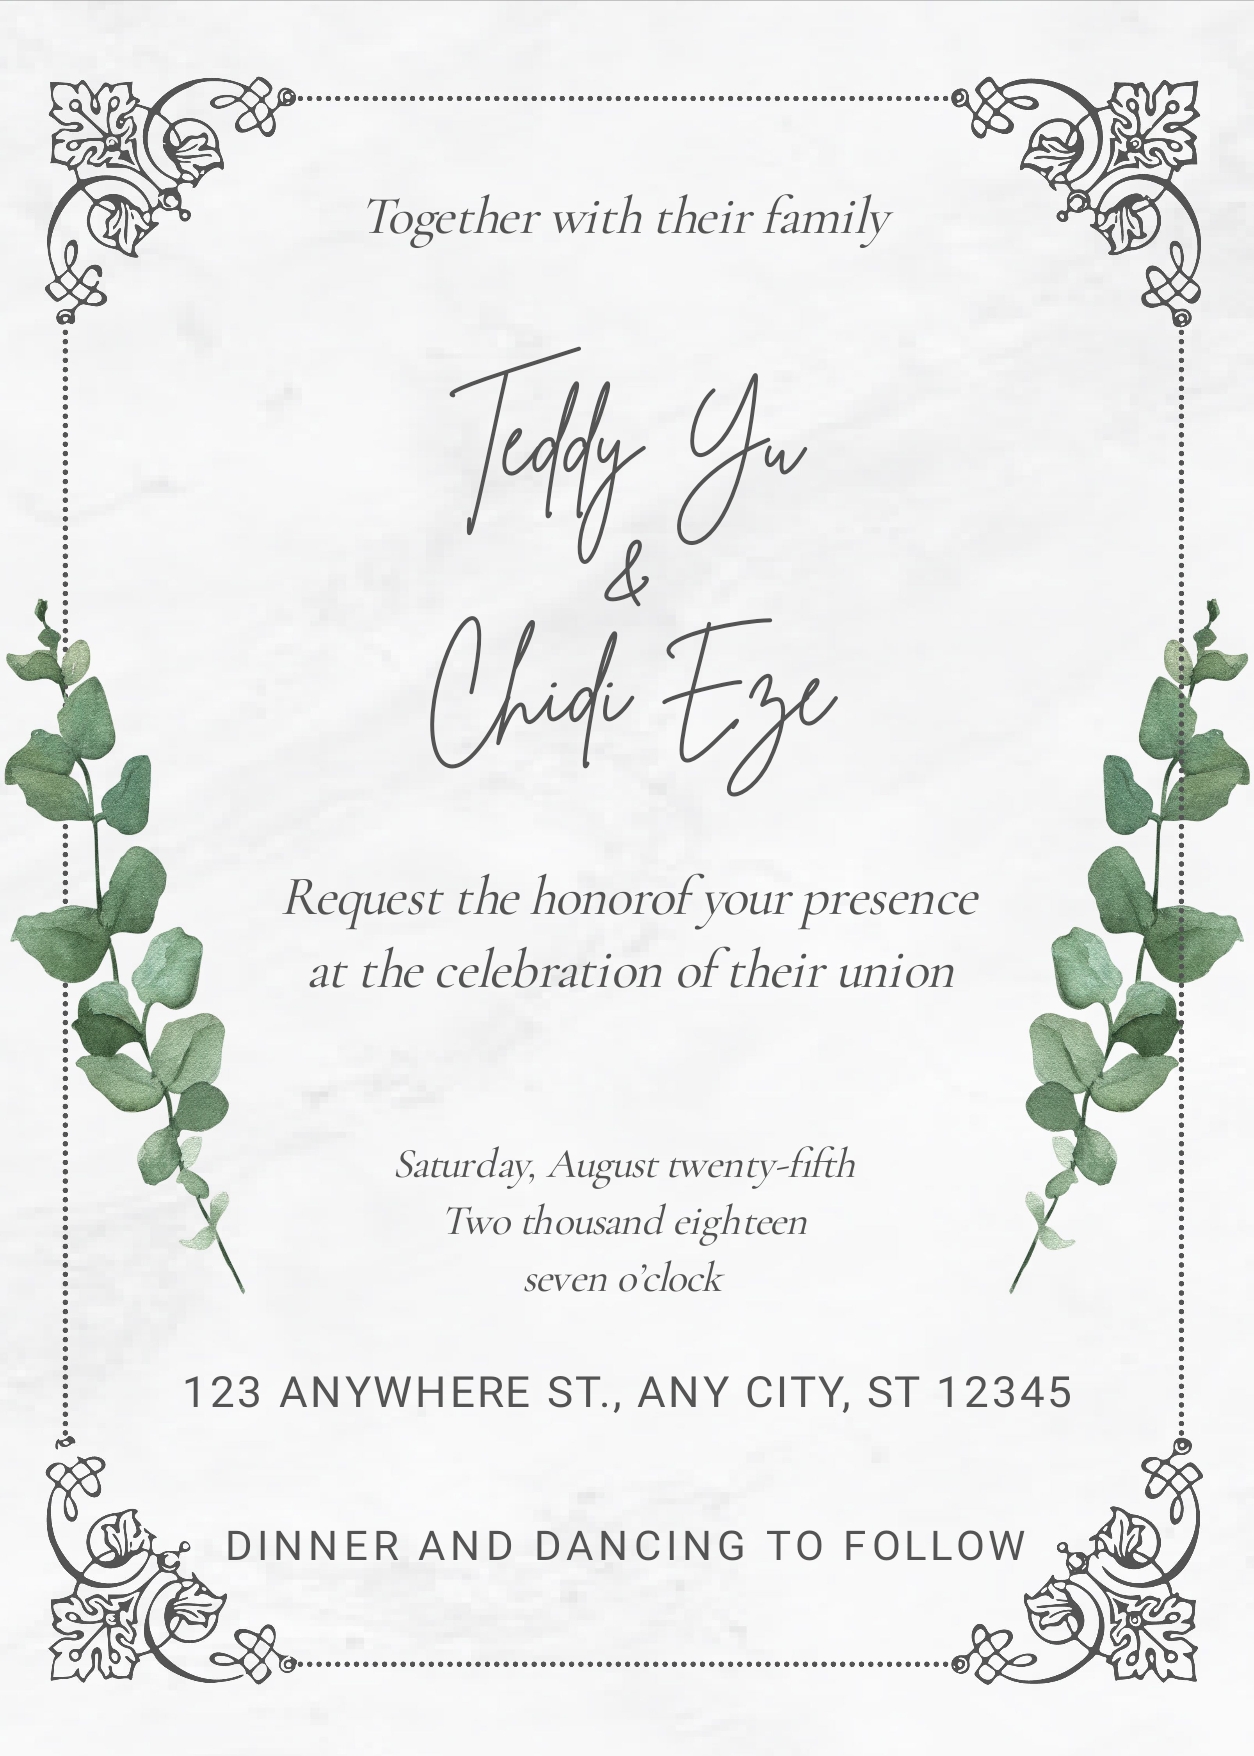 Together with their family
Teddy Yu
&
Chidi Eze
Request the honorof your presence
at the celebration of their union
Saturday, August twenty-fifth
Two thousand eighteen
seven o’clock
123 ANYWHERE ST., ANY CITY, ST 12345
DINNER AND DANCING TO FOLLOW